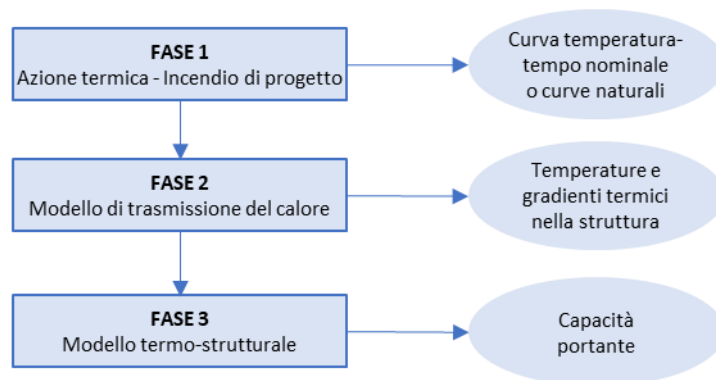 FASE 1
Azione termica - Incendio di progetto
Curva temperatura-
tempo nominale
o curve naturali
FASE 2
Modello di trasmissione del calore
Temperature e
gradienti termici
nella struttura
FASE 3
Modello termo-strutturale
Capacità
portante